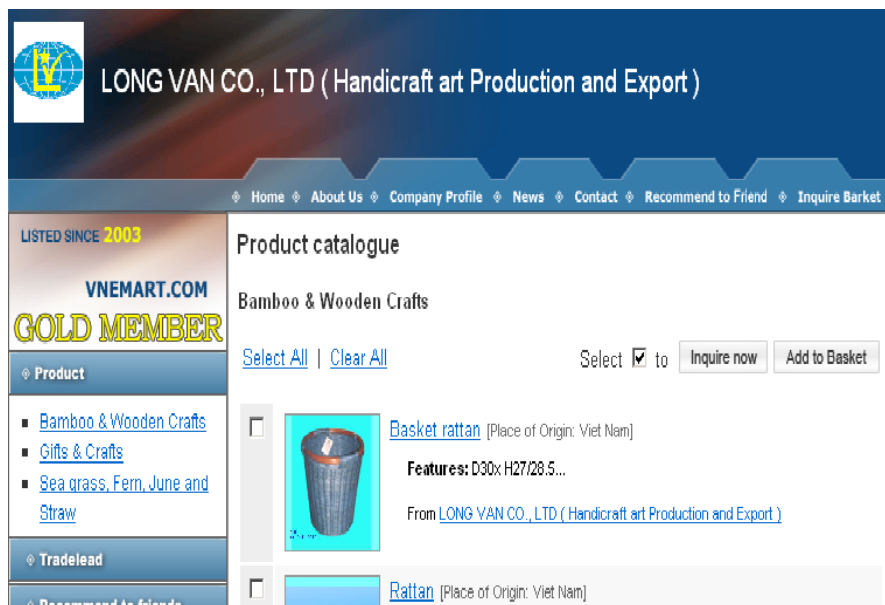 LV
LONG VAN CO., LTD ( Handicraft art Production and Export )
Home About Us Company Profile News Contact Recommend to Friend Inquire Barket
LISTED SINCE 2003
VNEMART.COM
GOLD MEMBER
Product
Bamboo & Wooden Crafts
Gifts & Crafts
Sea grass, Fern, June and
Straw
Tradelead
Recommend to friends
Product catalogue
Bamboo & Wooden Crafts
Select All | Clear All
Select to Inquire now Add to Basket
Basket rattan [Place of Origin: Viet Nam]
Features: D30x H27/28.5...
From LONG VAN CO., LTD ( Handicraft art Production and Export )
Rattan [Place of Origin: Viet Nam]